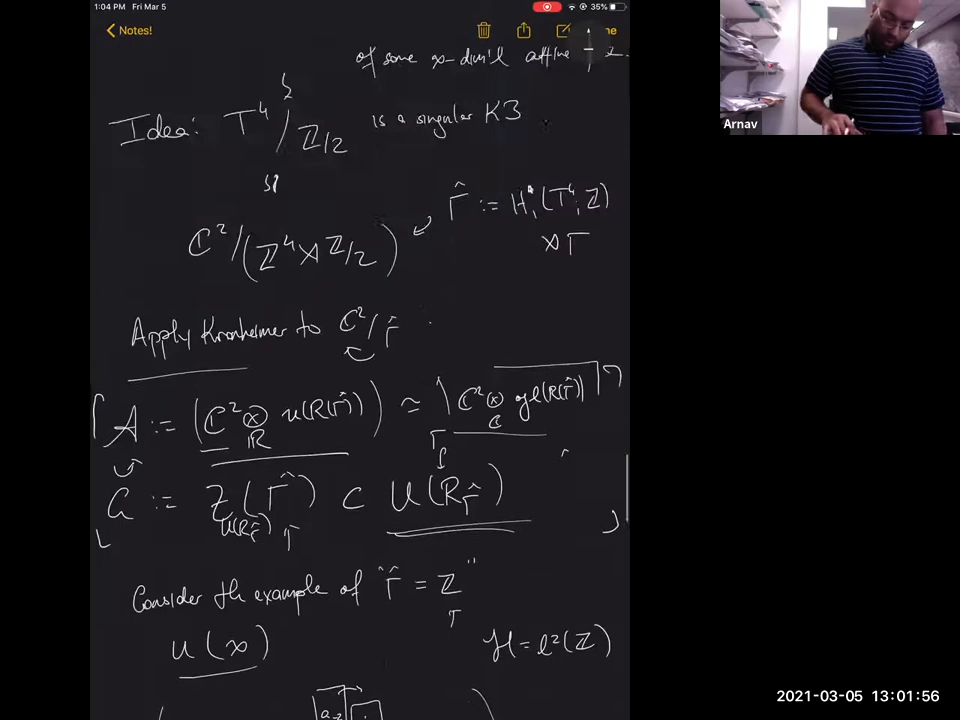 1:04 PM Fri Mar 5
35%
Notes!
of some ∞-dim'l affine
Idea: T⁴/ℤ/2 is a singular K3
ℂ²/(ℤ⁴⋊ℤ/2) Γ̂ := H₁(T⁴, ℤ)
⋊ Γ
Apply Kronheimer to ℂ²/Γ̂
A := (ℂ² ⊗_ℝ u(R(Γ̂))) ≃ ℂ² ⊗_ℂ gl(R(Γ̂))
G := Z_{U(R_Γ̂)}(Γ̂) ⊂ U(R_Γ̂)
Consider the example of "Γ̂ = ℤ"
u(∞) H = l²(ℤ)
a₋₂
Arnav
2021-03-05 13:01:56